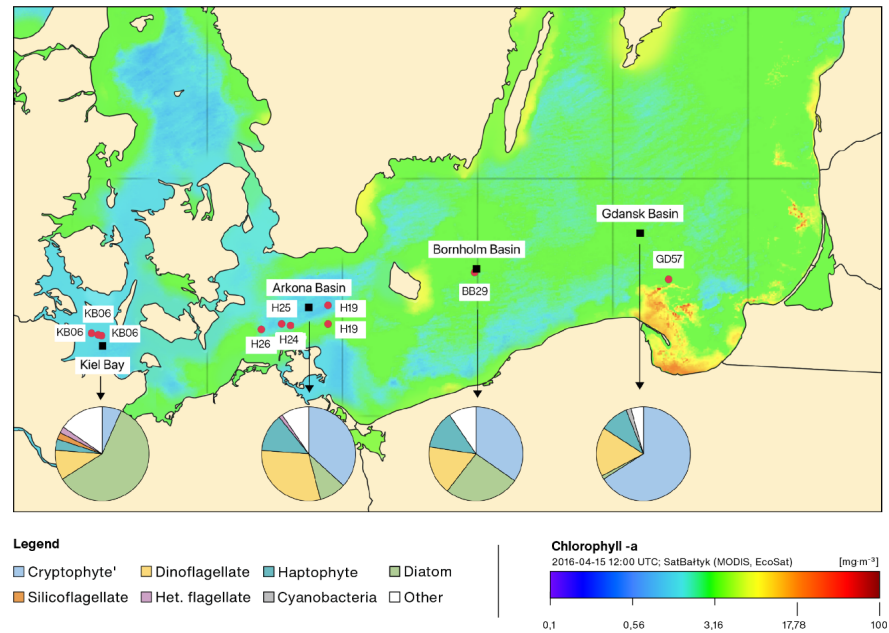 Gdansk Basin
Bornholm Basin
GD57
Arkona Basin
BB29
H25
H19
KB06
KB06
KB06
H19
H26
H24
Kiel Bay
Legend
Cryptophyte'
Dinoflagellate
Haptophyte
Diatom
Silicoflagellate
Het. flagellate
Cyanobacteria
Other
Chlorophyll -a
2016-04-15 12:00 UTC; SatBałtyk (MODIS, EcoSat)
[mg·m⁻³]
0,1
0,56
3,16
17,78
100